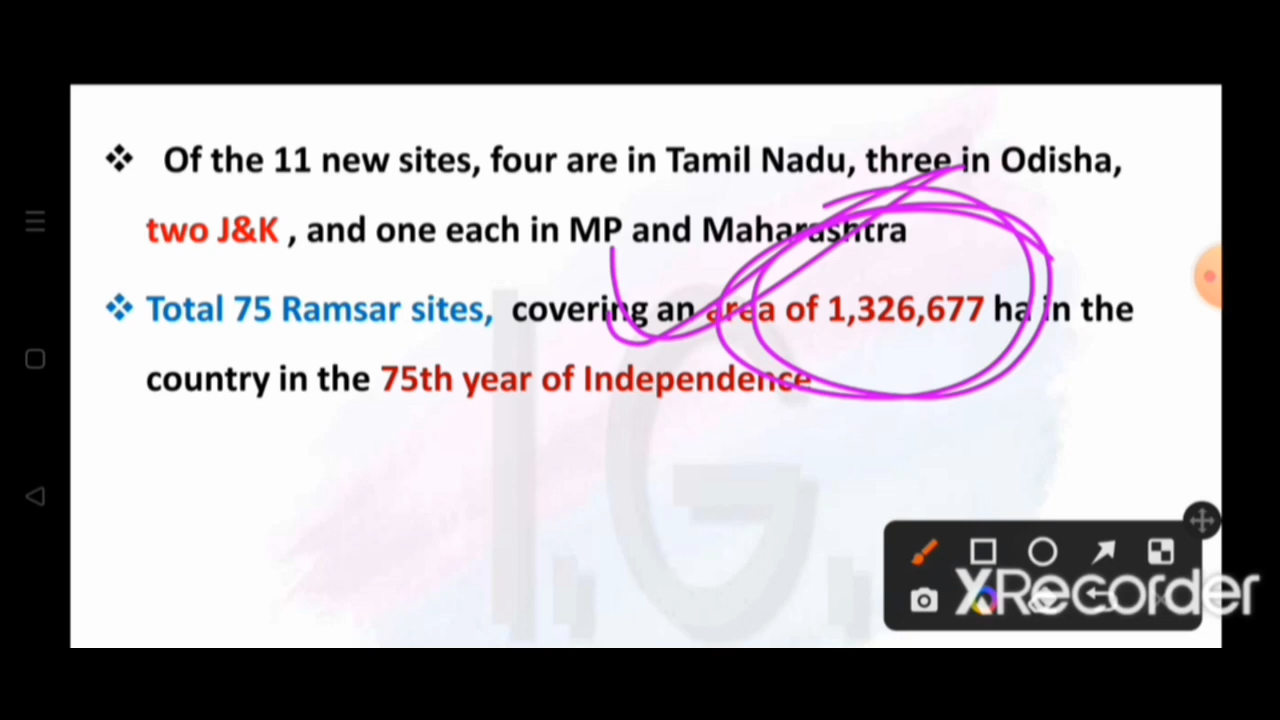 ❖ Of the 11 new sites, four are in Tamil Nadu, three in Odisha,
two J&K , and one each in MP and Maharashtra
❖ Total 75 Ramsar sites, covering an area of 1,326,677 ha in the
country in the 75th year of Independence
I.G.
XRecorder